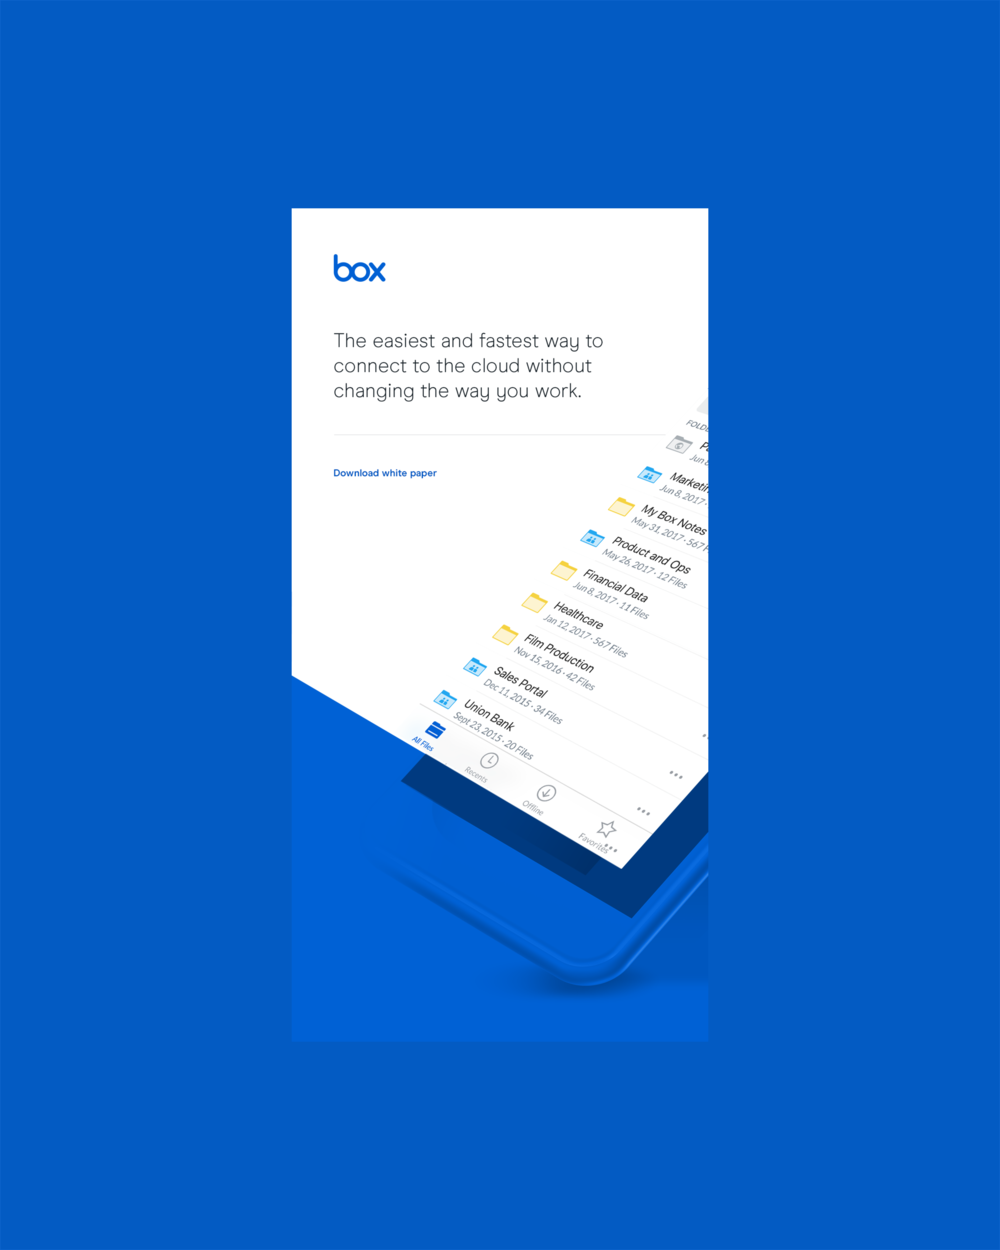 box
The easiest and fastest way to
connect to the cloud without
changing the way you work.
Download white paper
Jun 8, 2017 ·
My Box Notes
May 31, 2017 · 567
Product and Ops
May 26, 2017 · 12 Files
Financial Data
Jun 8, 2017 · 11 Files
Healthcare
Jan 12, 2017 · 567 Files
Film Production
Nov 15, 2016 · 42 Files
Sales Portal
Dec 11, 2015 · 34 Files
Union Bank
Sept 23, 2015 · 20 Files
All Files
Recents
Offline
Favorites